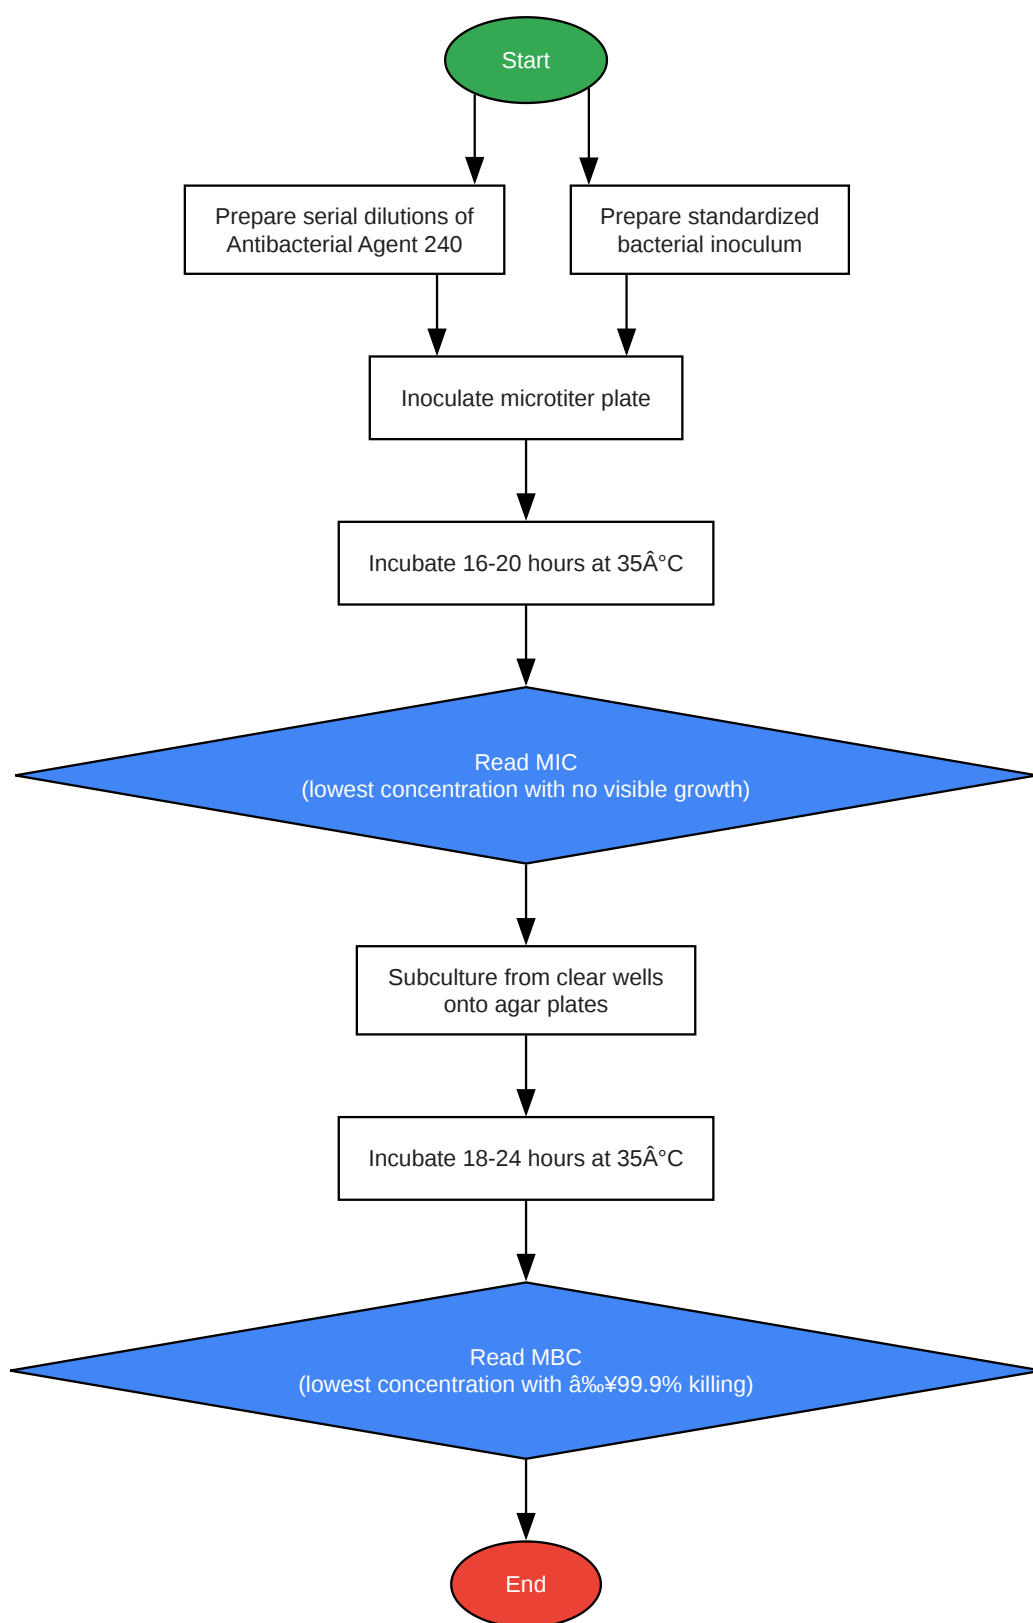 Start
Prepare serial dilutions of
Antibacterial Agent 240
Prepare standardized
bacterial inoculum
Inoculate microtiter plate
Incubate 16-20 hours at 35Â°C
Read MIC
(lowest concentration with no visible growth)
Subculture from clear wells
onto agar plates
Incubate 18-24 hours at 35Â°C
Read MBC
(lowest concentration with â‰¥99.9% killing)
End